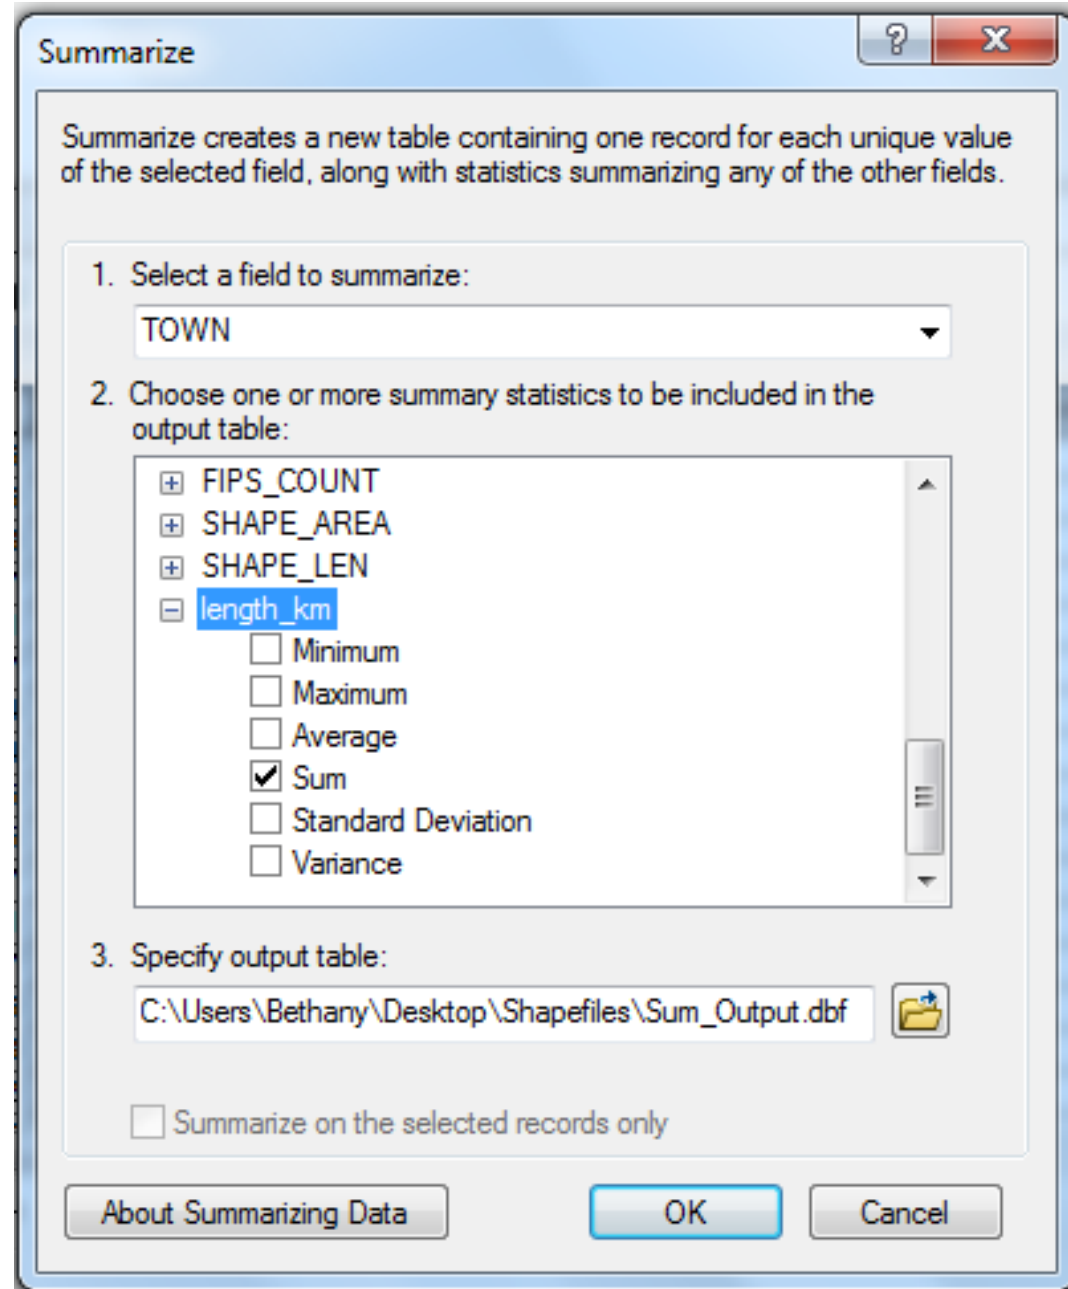 Summarize
Summarize creates a new table containing one record for each unique value
of the selected field, along with statistics summarizing any of the other fields.
1. Select a field to summarize:
TOWN
2. Choose one or more summary statistics to be included in the
output table:
FIPS_COUNT
SHAPE_AREA
SHAPE_LEN
length_km
Minimum
Maximum
Average
Sum
Standard Deviation
Variance
3. Specify output table:
C:\Users\Bethany\Desktop\Shapefiles\Sum_Output.dbf
Summarize on the selected records only
About Summarizing Data OK Cancel